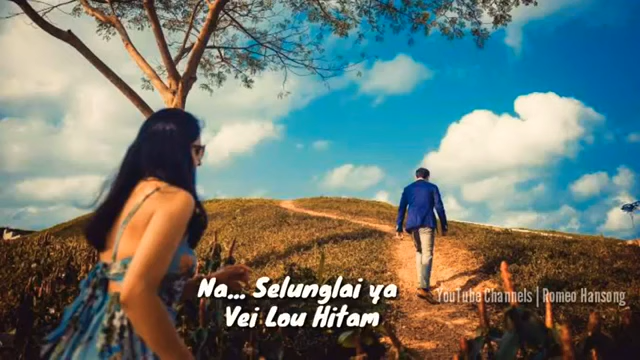 Na... Selunglai ya
Vei Lou Hitam
YouTube Channels | Romeo Hansong